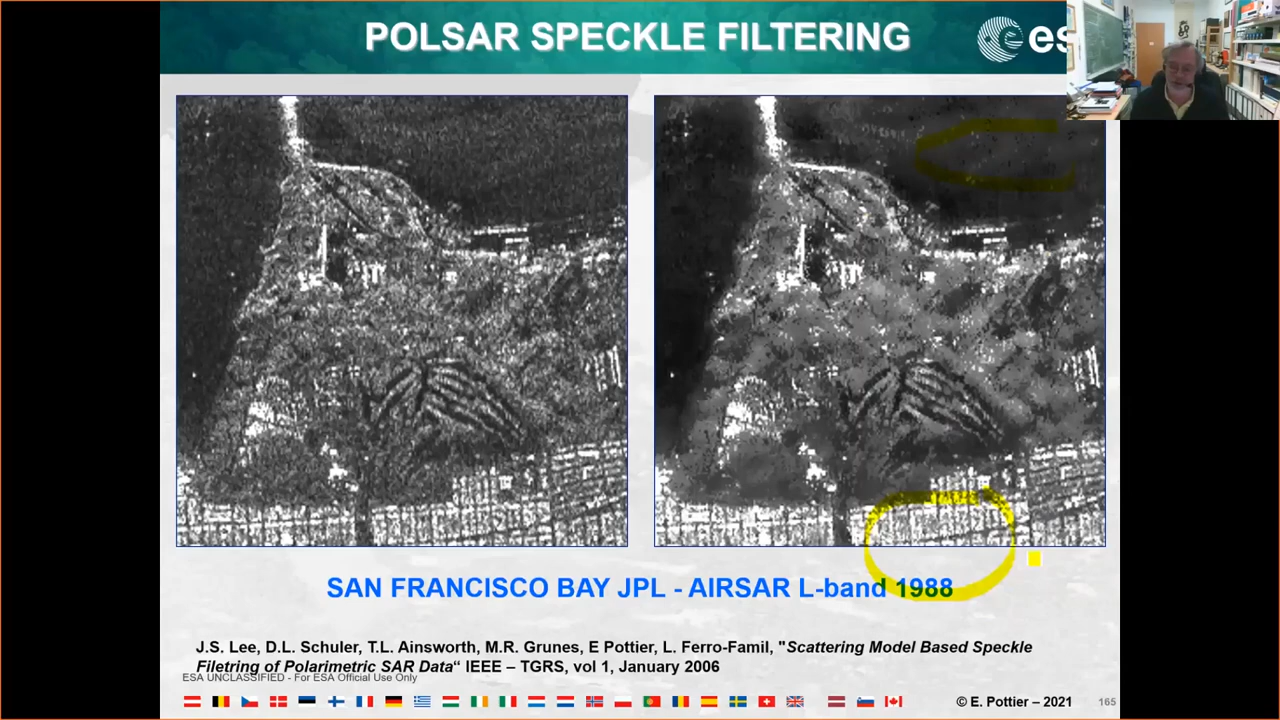 POLSAR SPECKLE FILTERING
es
SAN FRANCISCO BAY JPL - AIRSAR L-band 1988
J.S. Lee, D.L. Schuler, T.L. Ainsworth, M.R. Grunes, E Pottier, L. Ferro-Famil, "Scattering Model Based Speckle
Filetring of Polarimetric SAR Data“ IEEE – TGRS, vol 1, January 2006
ESA UNCLASSIFIED - For ESA Official Use Only
© E. Pottier – 2021
165